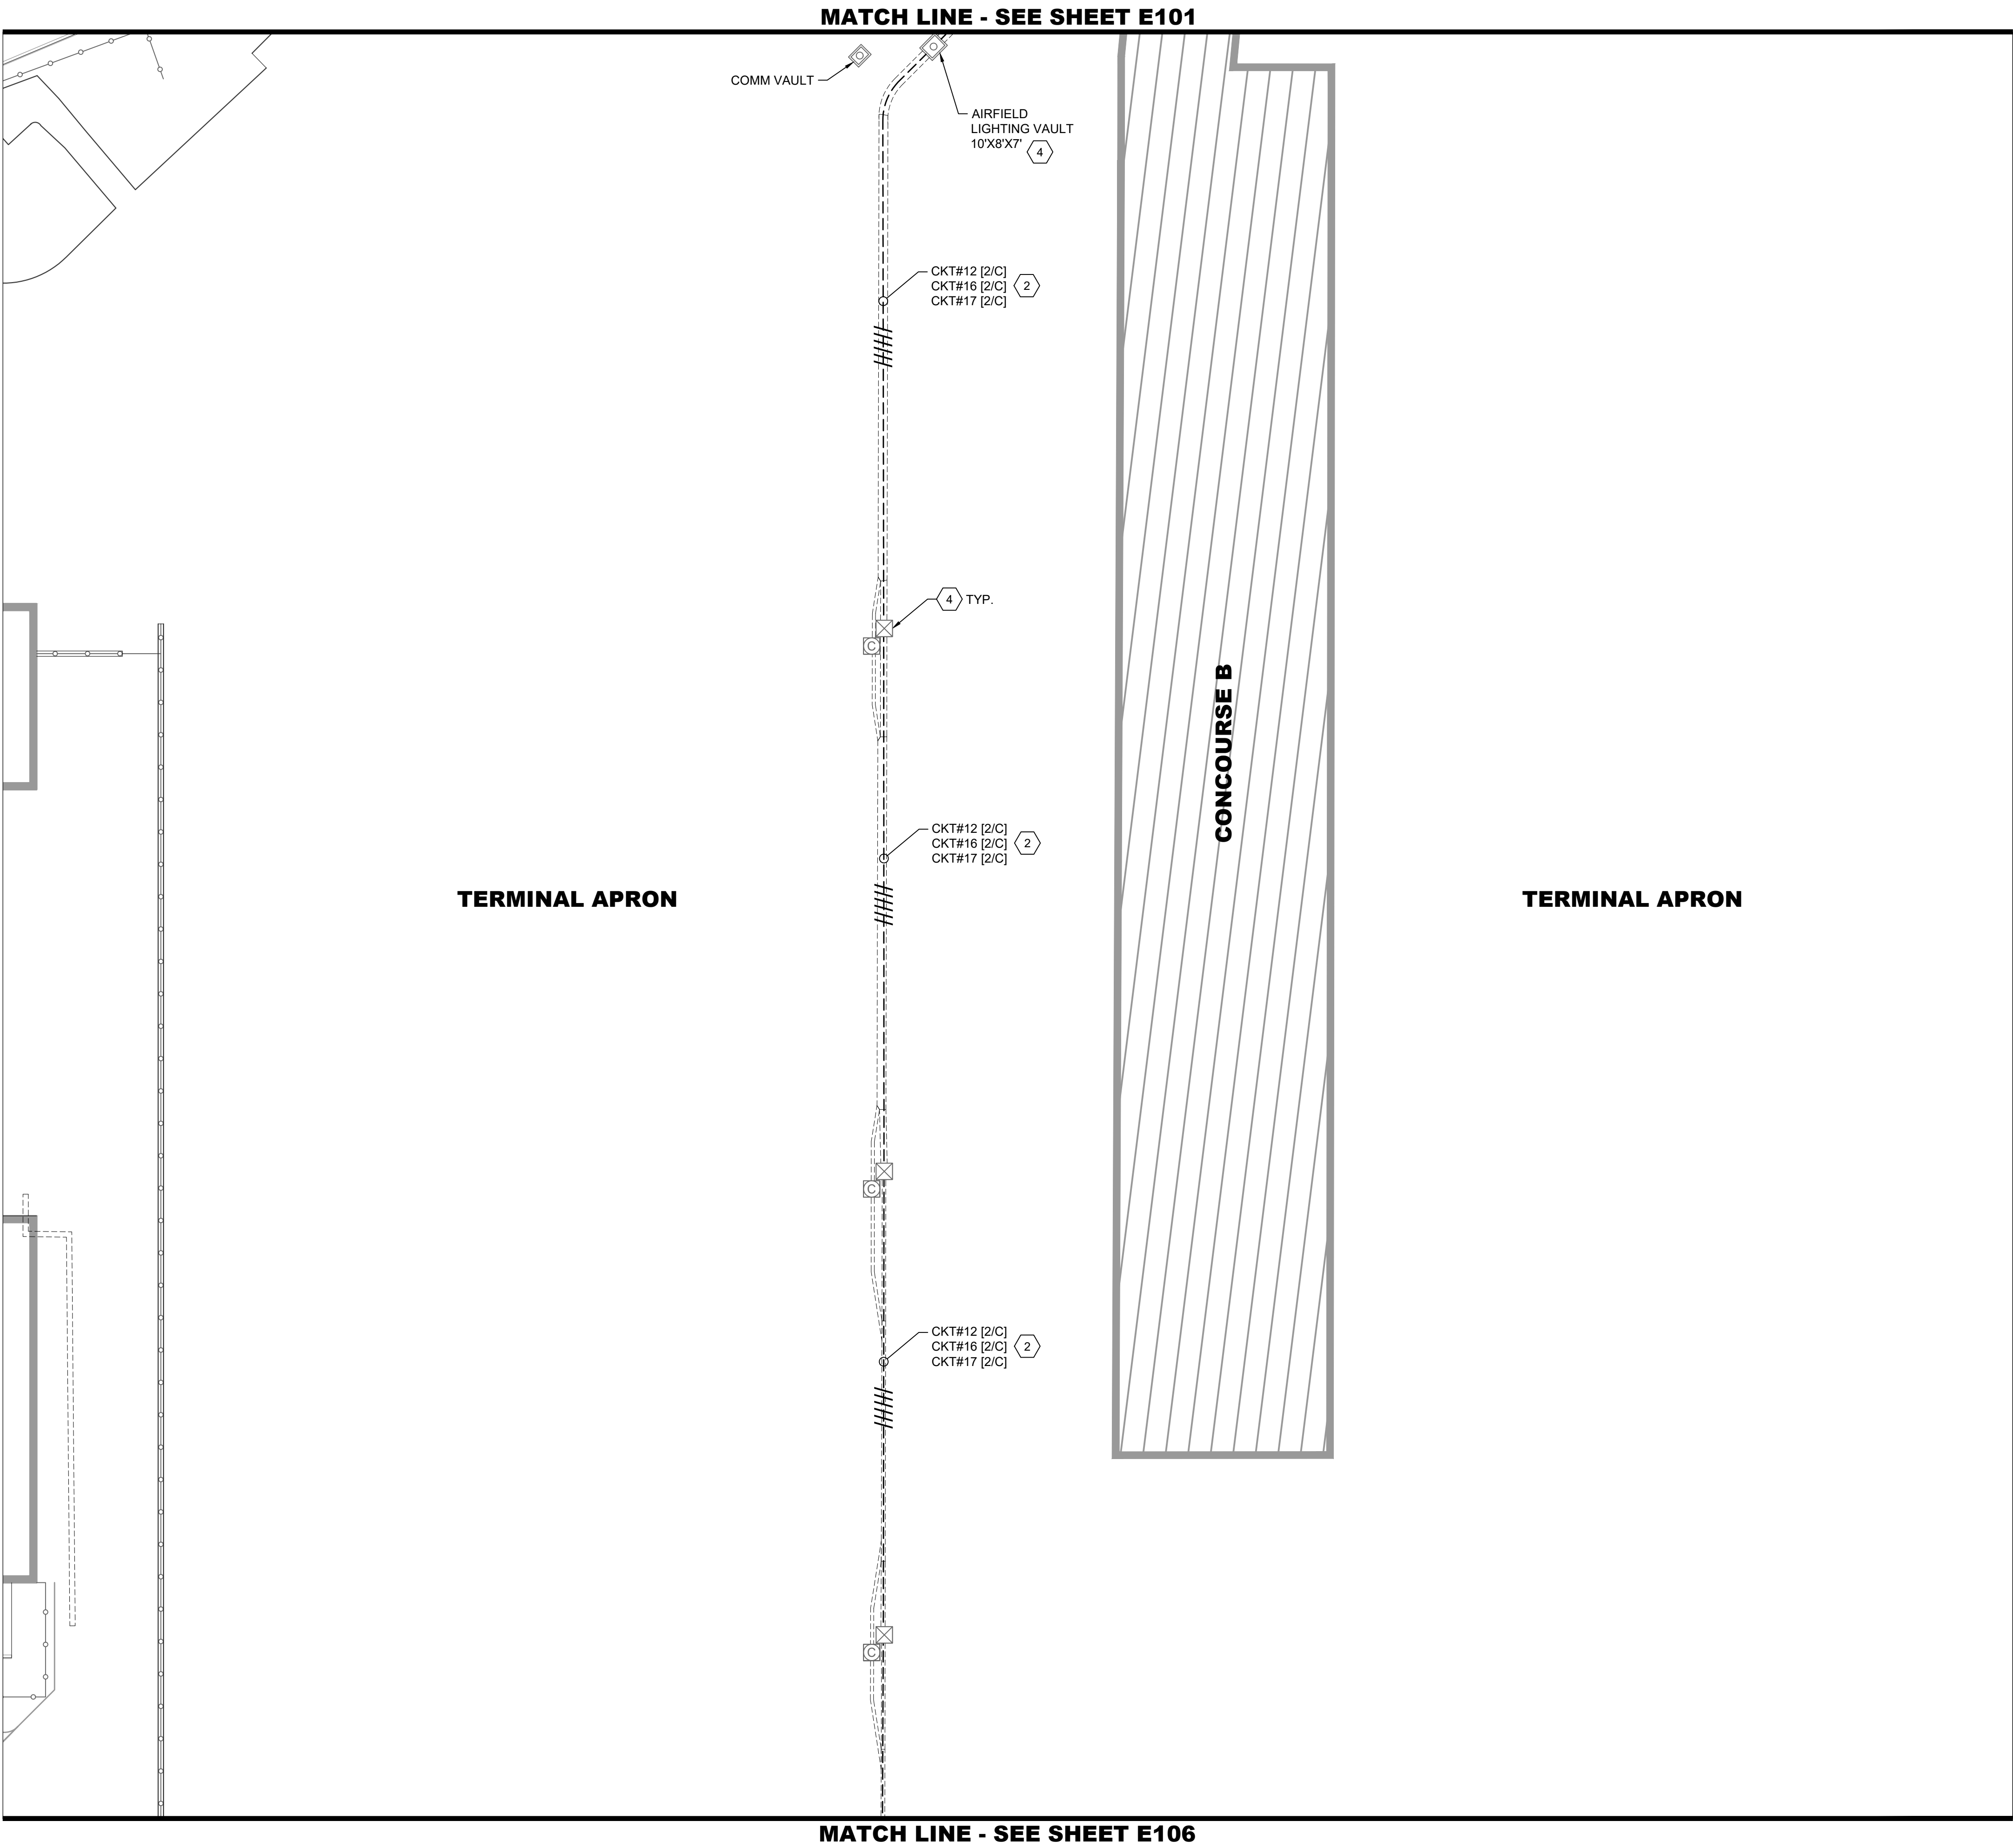 MATCH LINE - SEE SHEET E101
COMM VAULT
AIRFIELD
LIGHTING VAULT
10'X8'X7'
4
CKT#12 [2/C]
CKT#16 [2/C]
CKT#17 [2/C]
2
4 TYP.
C
CONCOURSE B
CKT#12 [2/C]
CKT#16 [2/C]
CKT#17 [2/C]
2
TERMINAL APRON
TERMINAL APRON
C
CKT#12 [2/C]
CKT#16 [2/C]
CKT#17 [2/C]
2
C
MATCH LINE - SEE SHEET E106